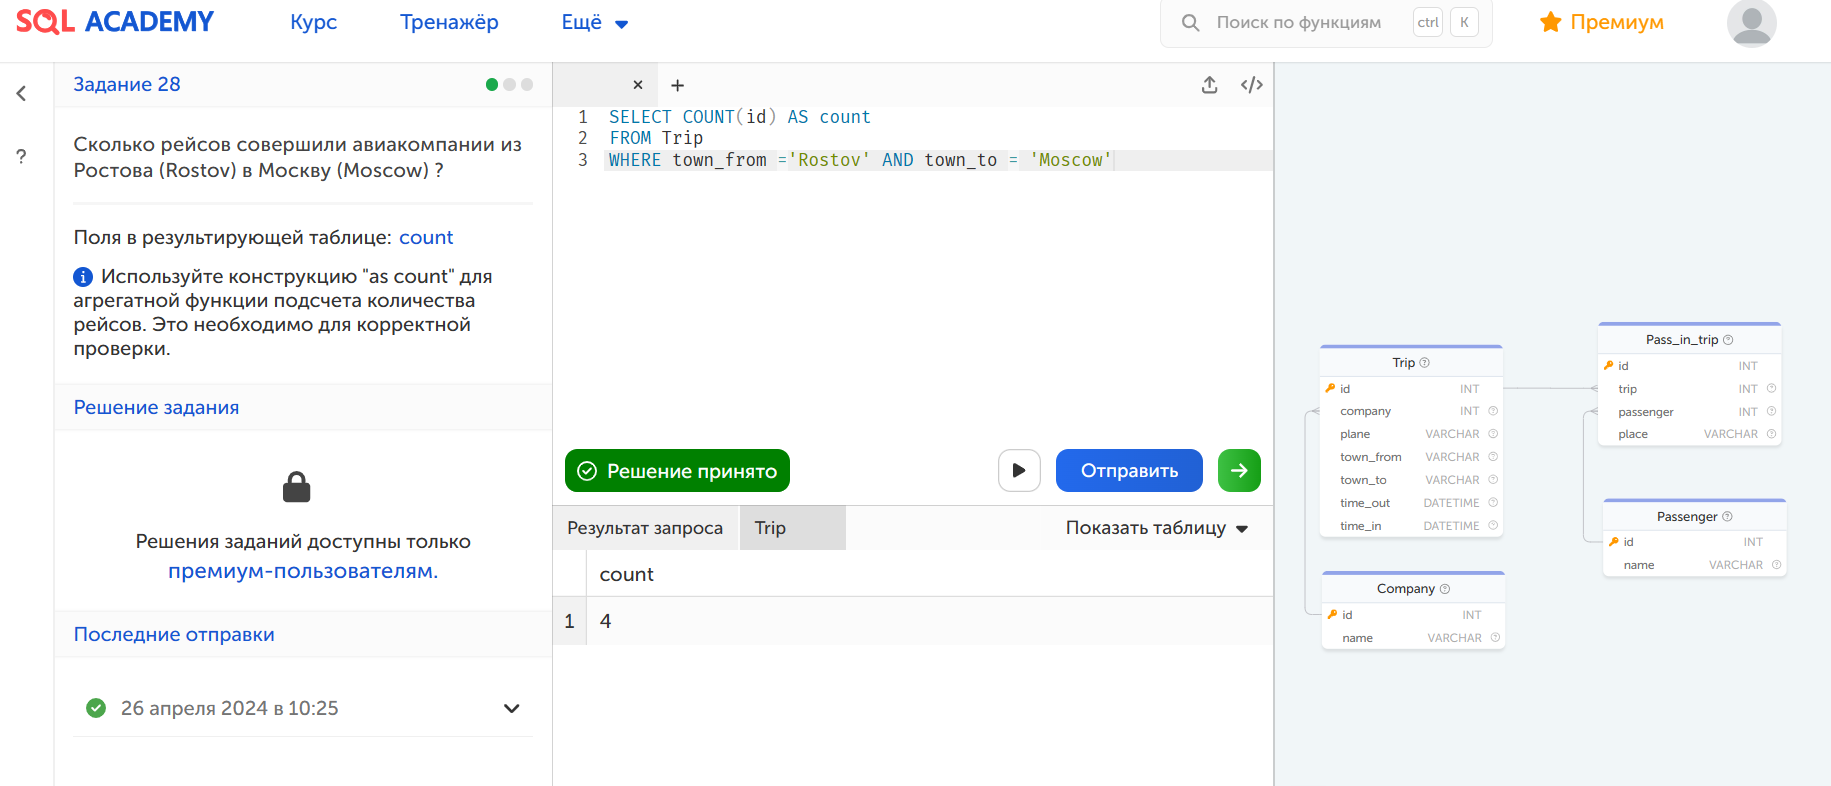 SQL ACADEMY
Курс
Тренажёр
Ещё
Поиск по функциям
ctrl
K
Премиум
Задание 28
?
Сколько рейсов совершили авиакомпании из
Ростова (Rostov) в Москву (Moscow) ?
Поля в результирующей таблице: count
Используйте конструкцию "as count" для
агрегатной функции подсчета количества
рейсов. Это необходимо для корректной
проверки.
Решение задания
Решения заданий доступны только
премиум-пользователям.
Последние отправки
26 апреля 2024 в 10:25
1 SELECT COUNT(id) AS count
2 FROM Trip
3 WHERE town_from ='Rostov' AND town_to = 'Moscow'
Решение принято
Отправить
Результат запроса
Trip
Показать таблицу
count
1 4
Trip
id INT
company INT
plane VARCHAR
town_from VARCHAR
town_to VARCHAR
time_out DATETIME
time_in DATETIME
Company
id INT
name VARCHAR
Pass_in_trip
id INT
trip INT
passenger INT
place VARCHAR
Passenger
id INT
name VARCHAR